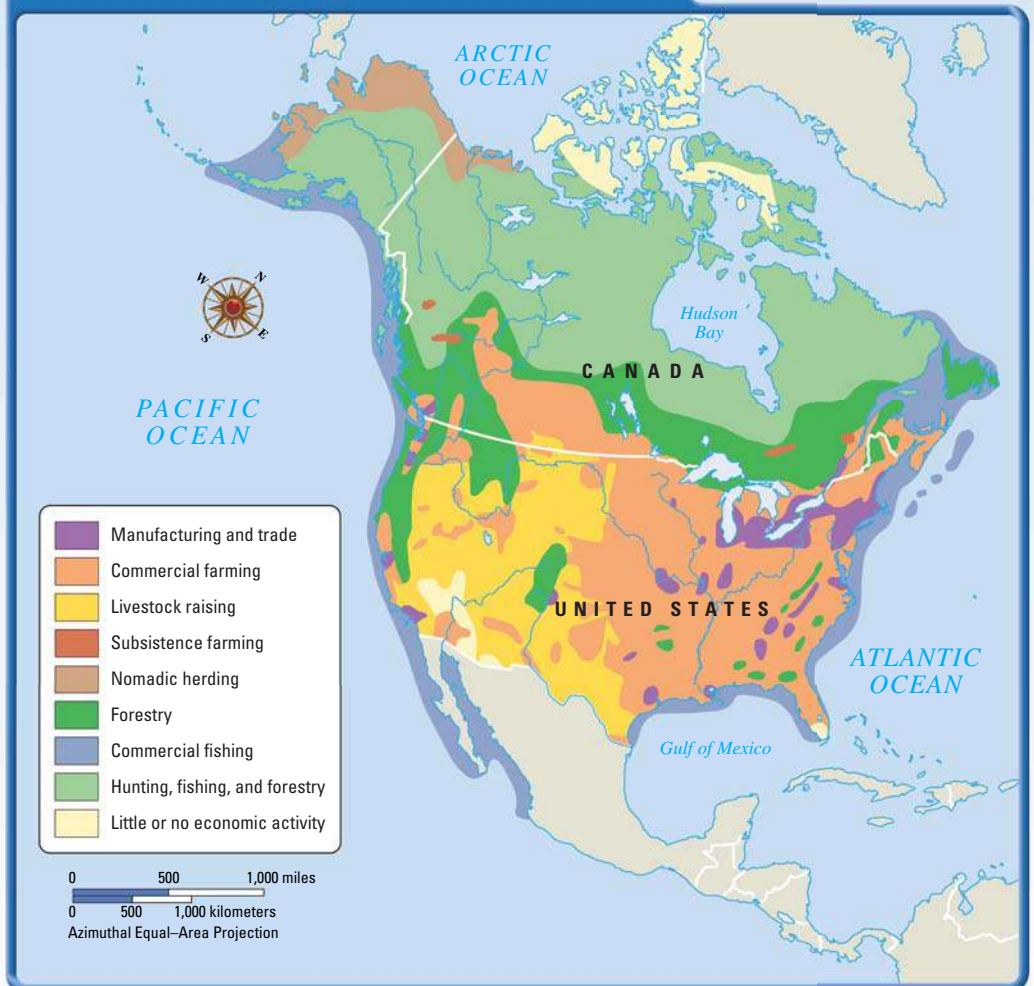 ARCTIC
OCEAN
W
N
S
E
Hudson
Bay
CANADA
PACIFIC
OCEAN
Manufacturing and trade
Commercial farming
Livestock raising
Subsistence farming
Nomadic herding
Forestry
Commercial fishing
Hunting, fishing, and forestry
Little or no economic activity
UNITED STATES
ATLANTIC
OCEAN
Gulf of Mexico
0 500 1,000 miles
0 500 1,000 kilometers
Azimuthal Equal–Area Projection